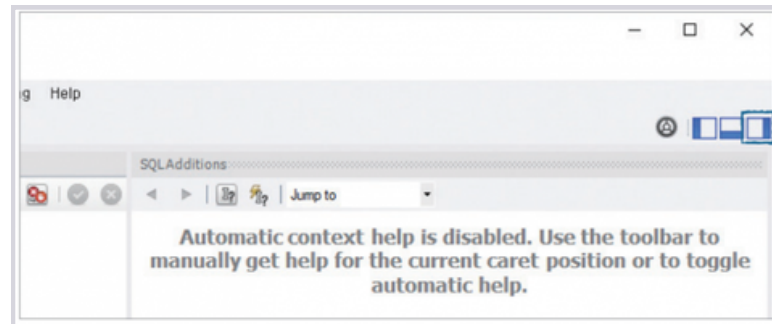 g Help
SQLAdditions
Jump to
Automatic context help is disabled. Use the toolbar to
manually get help for the current caret position or to toggle
automatic help.